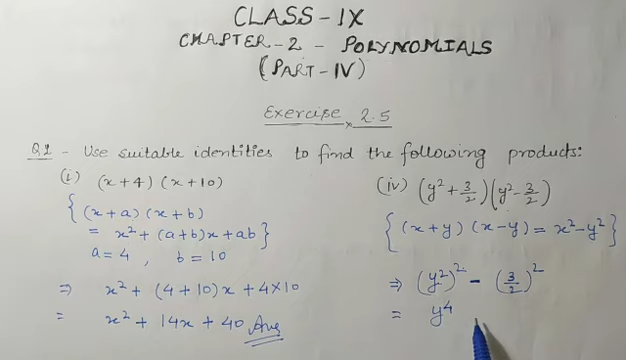 CLASS-IX
CHAPTER-2 - POLYNOMIALS
(PART-IV)
Exercise 2.5
Q.1 - Use suitable identities to find the following products:
(i) (x+4) (x+10)
{ (x+a) (x+b)
= x² + (a+b)x + ab}
a = 4 , b = 10
⇒ x² + (4+10)x + 4×10
= x² + 14x + 40 Ans
(iv) (y² + 3/2) (y² - 3/2)
{ (x+y) (x-y) = x² - y² }
⇒ (y²)² - (3/2)²
= y⁴